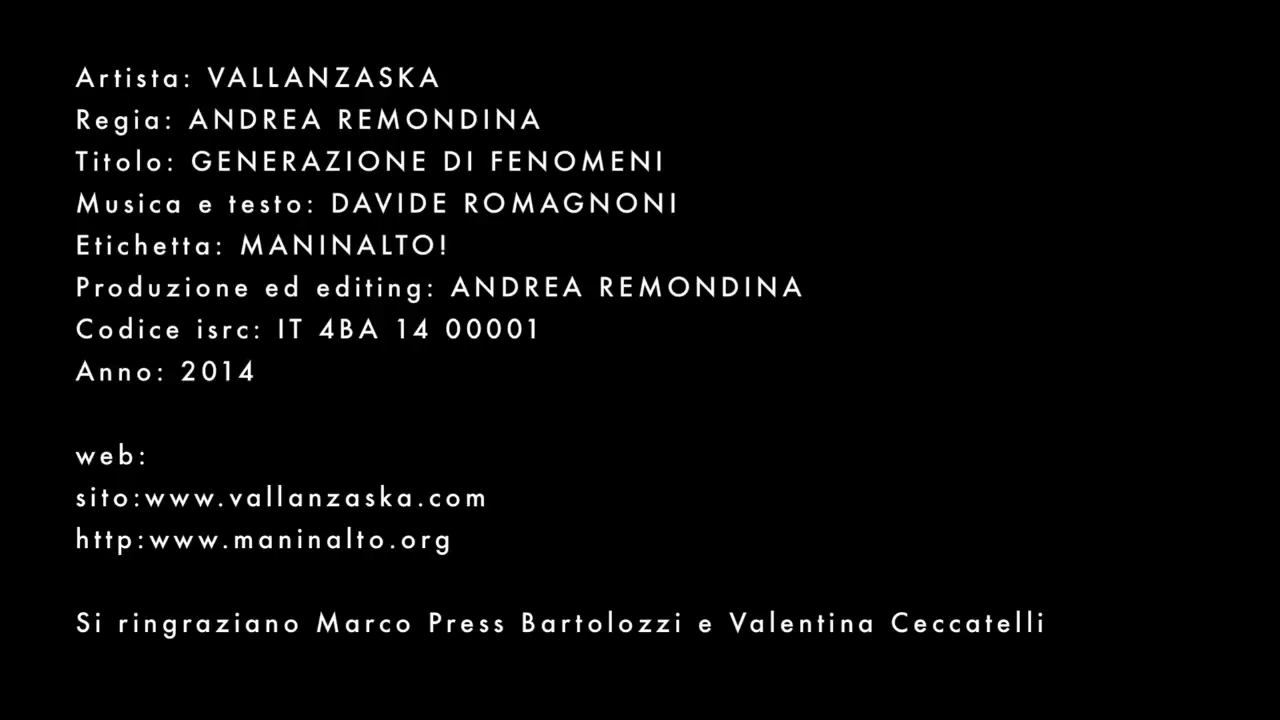 Artista: VALLANZASKA
Regia: ANDREA REMONDINA
Titolo: GENERAZIONE DI FENOMENI
Musica e testo: DAVIDE ROMAGNONI
Etichetta: MANINALTO!
Produzione ed editing: ANDREA REMONDINA
Codice isrc: IT 4BA 14 00001
Anno: 2014
web:
sito:www.vallanzaska.com
http:www.maninalto.org
Si ringraziano Marco Press Bartolozzi e Valentina Ceccatelli